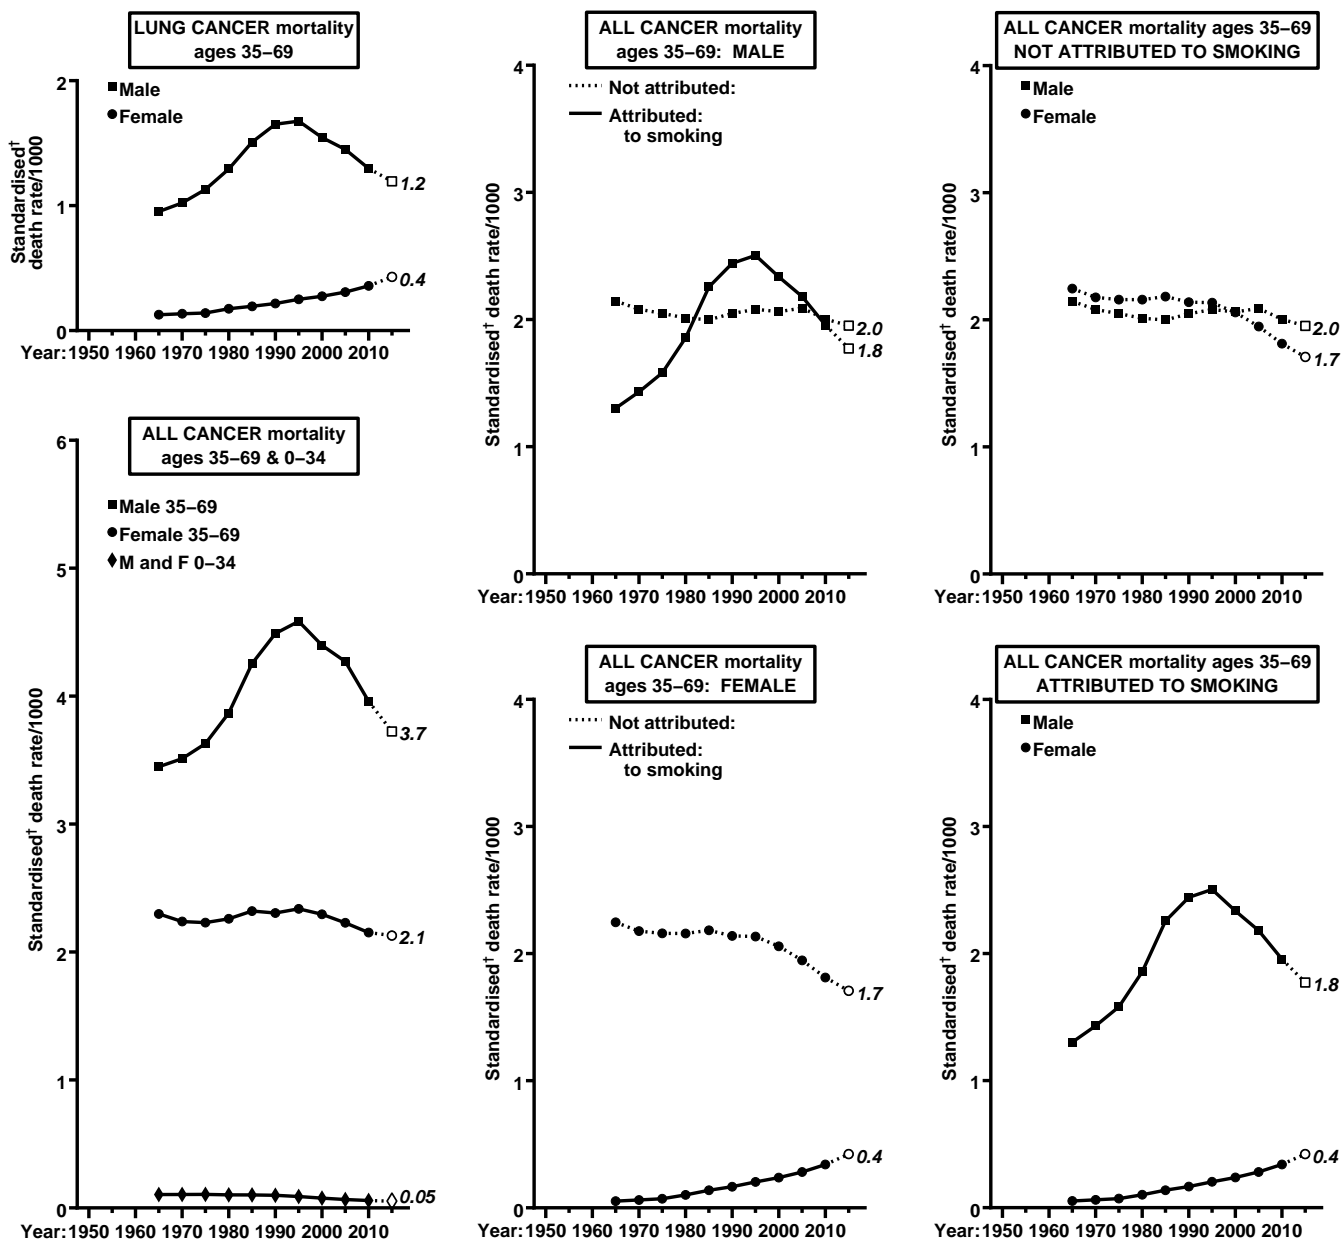 LUNG CANCER mortality
ages 35–69
2
1
0
Standardised†
death rate/1000
Male
Female
1.2
0.4
Year: 1950 1960 1970 1980 1990 2000 2010
ALL CANCER mortality
ages 35–69 & 0–34
6
5
4
3
2
1
0
Standardised† death rate/1000
Male 35–69
Female 35–69
M and F 0–34
3.7
2.1
0.05
Year: 1950 1960 1970 1980 1990 2000 2010
ALL CANCER mortality
ages 35–69: MALE
4
3
2
1
0
Standardised† death rate/1000
Not attributed:
Attributed:
to smoking
2.0
1.8
Year: 1950 1960 1970 1980 1990 2000 2010
ALL CANCER mortality
ages 35–69: FEMALE
4
3
2
1
0
Standardised† death rate/1000
Not attributed:
Attributed:
to smoking
1.7
0.4
Year: 1950 1960 1970 1980 1990 2000 2010
ALL CANCER mortality ages 35–69
NOT ATTRIBUTED TO SMOKING
4
3
2
1
0
Standardised† death rate/1000
Male
Female
2.0
1.7
Year: 1950 1960 1970 1980 1990 2000 2010
ALL CANCER mortality ages 35–69
ATTRIBUTED TO SMOKING
4
3
2
1
0
Standardised† death rate/1000
Male
Female
1.8
0.4
Year: 1950 1960 1970 1980 1990 2000 2010